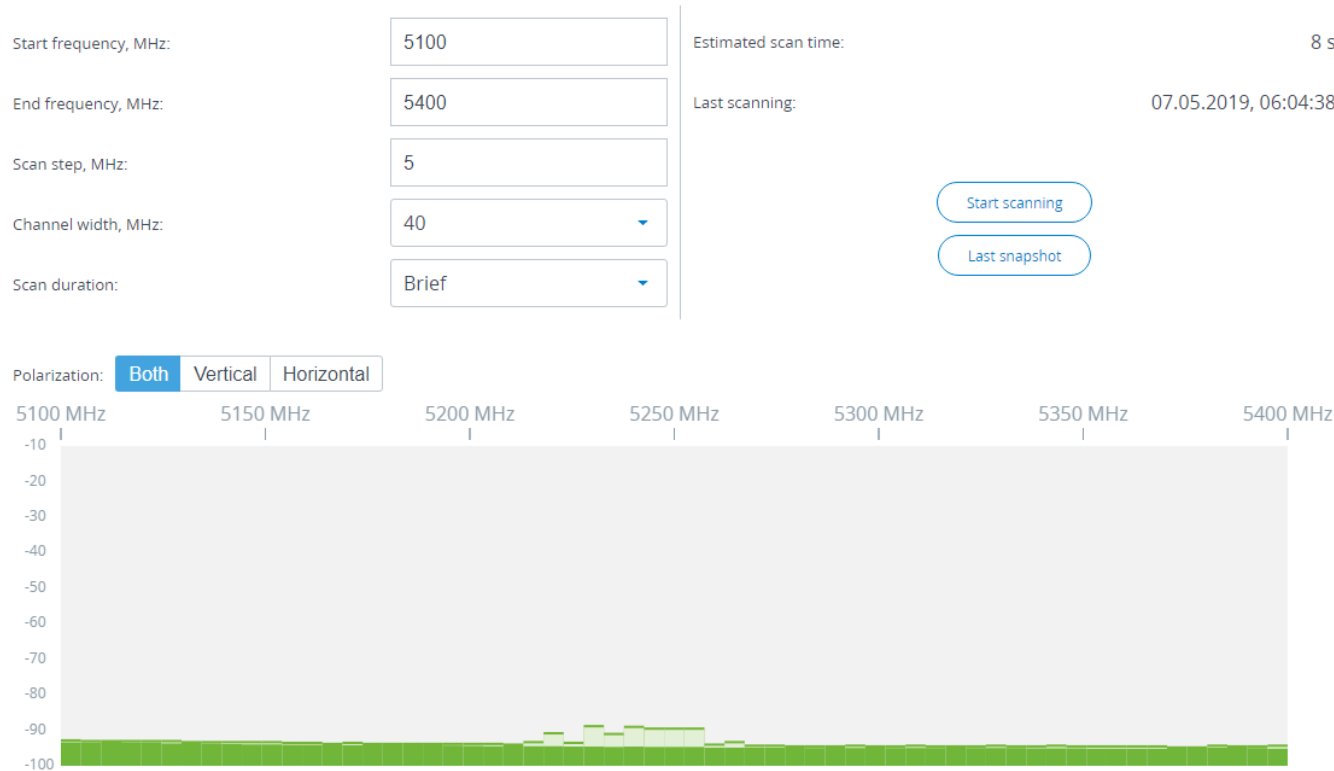 Start frequency, MHz: 5100 Estimated scan time: 8 s
End frequency, MHz: 5400 Last scanning: 07.05.2019, 06:04:38
Scan step, MHz: 5
Channel width, MHz: 40 Start scanning
Last snapshot
Scan duration: Brief
Polarization: Both Vertical Horizontal
5100 MHz 5150 MHz 5200 MHz 5250 MHz 5300 MHz 5350 MHz 5400 MHz
-10
-20
-30
-40
-50
-60
-70
-80
-90
-100